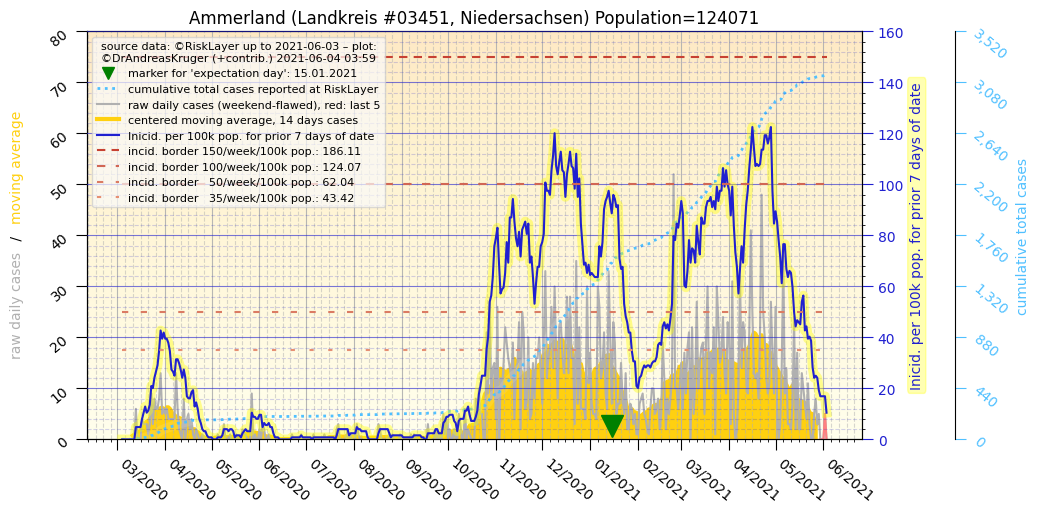 Ammerland (Landkreis #03451, Niedersachsen) Population=124071
source data: ©RiskLayer up to 2021-06-03 – plot:
©DrAndreasKruger (+contrib.) 2021-06-04 03:59
marker for 'expectation day': 15.01.2021
cumulative total cases reported at RiskLayer
raw daily cases (weekend-flawed), red: last 5
centered moving average, 14 days cases
Inicid. per 100k pop. for prior 7 days of date
incid. border 150/week/100k pop.: 186.11
incid. border 100/week/100k pop.: 124.07
incid. border   50/week/100k pop.: 62.04
incid. border   35/week/100k pop.: 43.42
raw daily cases   /   moving average
80
70
60
50
40
30
20
10
0
03/2020
04/2020
05/2020
06/2020
07/2020
08/2020
09/2020
10/2020
11/2020
12/2020
01/2021
02/2021
03/2021
04/2021
05/2021
06/2021
160
140
120
100
80
60
40
20
0
Inicid. per 100k pop. for prior 7 days of date
3,520
3,080
2,640
2,200
1,760
1,320
880
440
0
cumulative total cases